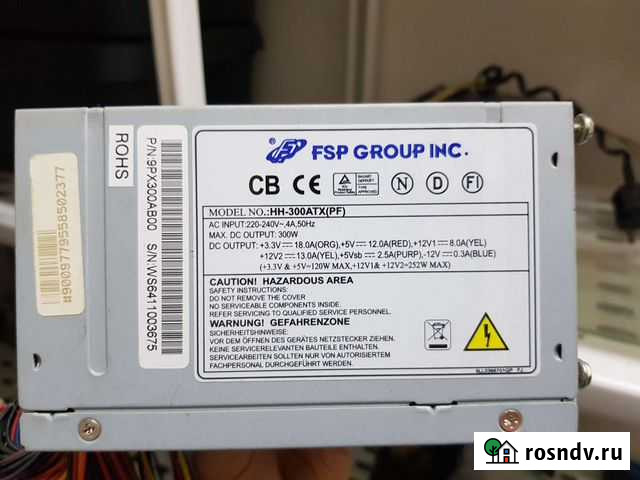 #9009779558502377
ROHS
P/N:9PX300AB00 S/N:WS6411003675
FSP GROUP INC.
CB CE N D FI
MODEL NO.:HH-300ATX(PF)
AC INPUT:220-240V~,4A,50Hz
MAX. DC OUTPUT: 300W
DC OUTPUT: +3.3V 18.0A(ORG),+5V 12.0A(RED),+12V1 8.0A(YEL)
+12V2 13.0A(YEL),+5Vsb 2.5A(PURP),-12V 0.3A(BLUE)
(+3.3V & +5V=120W MAX,+12V1& +12V2=252W MAX)
CAUTION! HAZARDOUS AREA
SAFETY INSTRUCTIONS:
DO NOT REMOVE THE COVER
NO SERVICEABLE COMPONENTS INSIDE.
REFER SERVICING TO QUALIFIED SERVICE PERSONNEL.
WARNUNG! GEFAHRENZONE
SICHERHEITSHINWEISE:
VOR DEM ÖFFNEN DES GERÄTES NETZSTECKER ZIEHEN
KEINE SERVICERELEVANTEN BAUTEILE ENTHALTEN.
SERVICEARBEITEN SOLLTEN NUR VON AUTORISIERTEM
FACHPERSONAL DURCHGEFÜHRT WERDEN
rosndv.ru